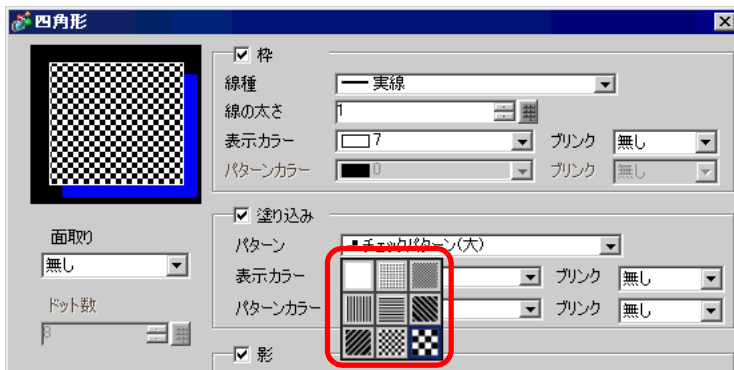 四角形
枠
線種 実線
線の太さ 1
表示カラー 7 ブリンク 無し
パターンカラー 0 ブリンク 無し
塗り込み
面取り
無し
パターン チェックパターン(大)
表示カラー ブリンク 無し
パターンカラー ブリンク 無し
ドット数
8
影